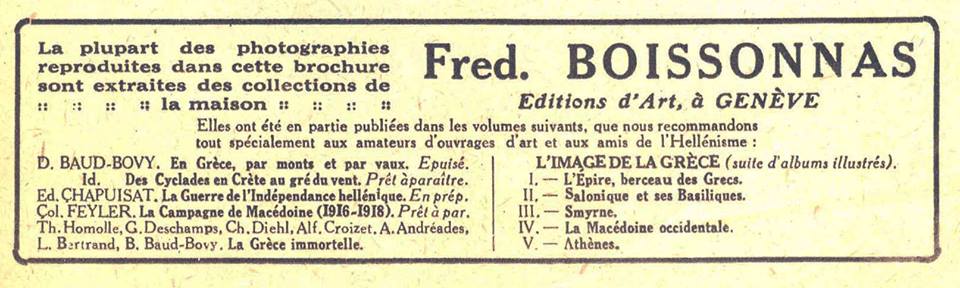 La plupart des photographies
reproduites dans cette brochure
sont extraites des collections de
:: :: :: :: la maison :: :: :: ::
Fred. BOISSONNAS
Editions d'Art, à GENÈVE
Elles ont été en partie publiées dans les volumes suivants, que nous recommandons
tout spécialement aux amateurs d'ouvrages d'art et aux amis de l'Hellénisme :
D. BAUD-BOVY. En Grèce, par monts et par vaux. Epuisé.
Id. Des Cyclades en Crète au gré du vent. Prêt à paraître.
Ed. CHAPUISAT. La Guerre de l'Indépendance hellénique. En prép.
Col. FEYLER. La Campagne de Macédoine (1916-1918). Prêt à par.
Th. Homolle, G. Deschamps, Ch. Diehl, Alf. Croizet, A. Andréades,
L. Bertrand, B. Baud-Bovy. La Grèce immortelle.
L'IMAGE DE LA GRÈCE (suite d'albums illustrés).
I. — L'Epire, berceau des Grecs.
II. — Salonique et ses Basiliques.
III. — Smyrne.
IV. — La Macédoine occidentale.
V. — Athènes.